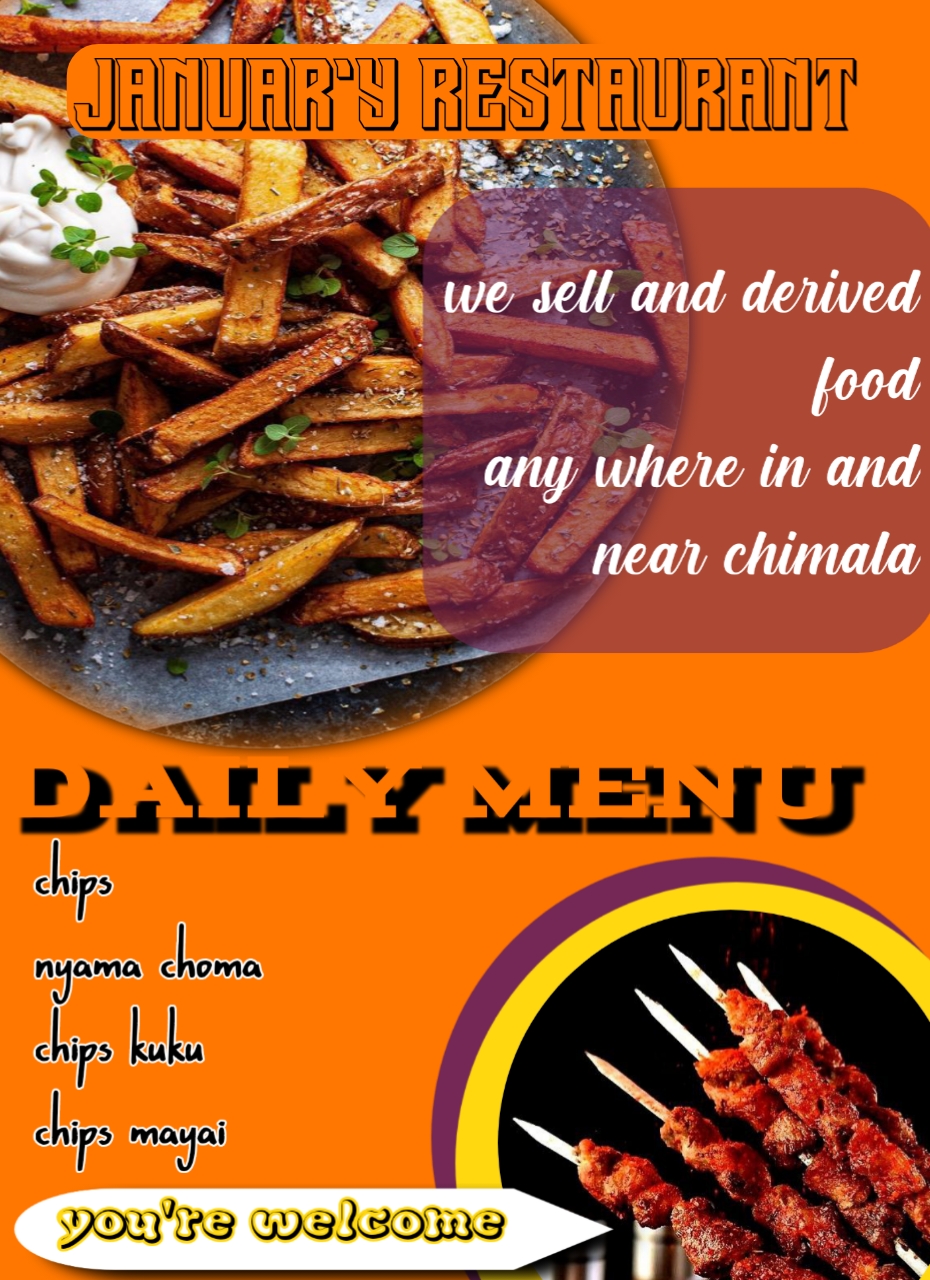 JANUAR'Y RESTAURANT
we sell and derived
food
any where in and
near chimala
DAILY MENU
chips
nyama choma
chips kuku
chips mayai
you're welcome